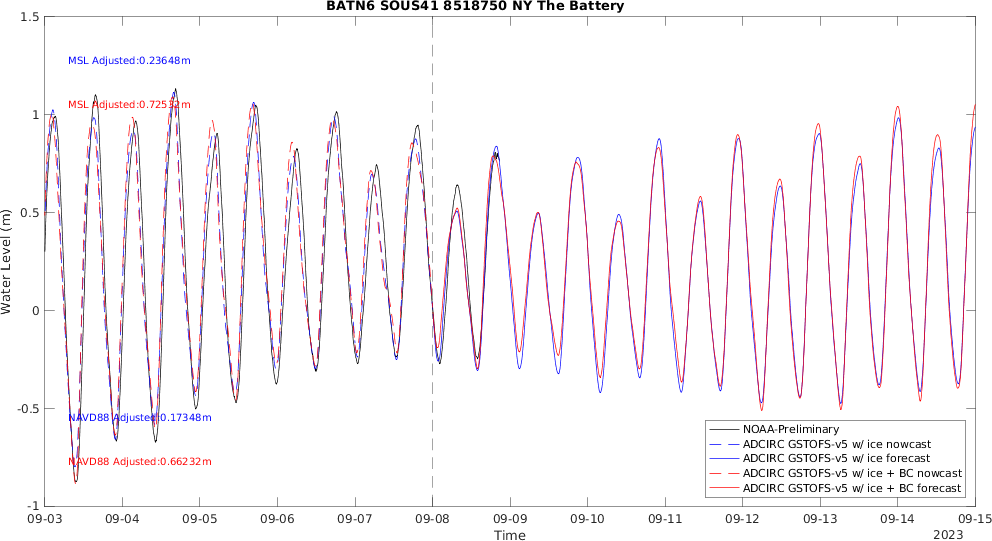 BATN6 SOUS41 8518750 NY The Battery
1.5
1
0.5
0
-0.5
-1
Water Level (m)
MSL Adjusted:0.23648m
MSL Adjusted:0.72532m
NAVD88 Adjusted:0.17348m
NAVD88 Adjusted:0.66232m
NOAA-Preliminary
ADCIRC GSTOFS-v5 w/ ice nowcast
ADCIRC GSTOFS-v5 w/ ice forecast
ADCIRC GSTOFS-v5 w/ ice + BC nowcast
ADCIRC GSTOFS-v5 w/ ice + BC forecast
09-03 09-04 09-05 09-06 09-07 09-08 09-09 09-10 09-11 09-12 09-13 09-14 09-15
Time
2023